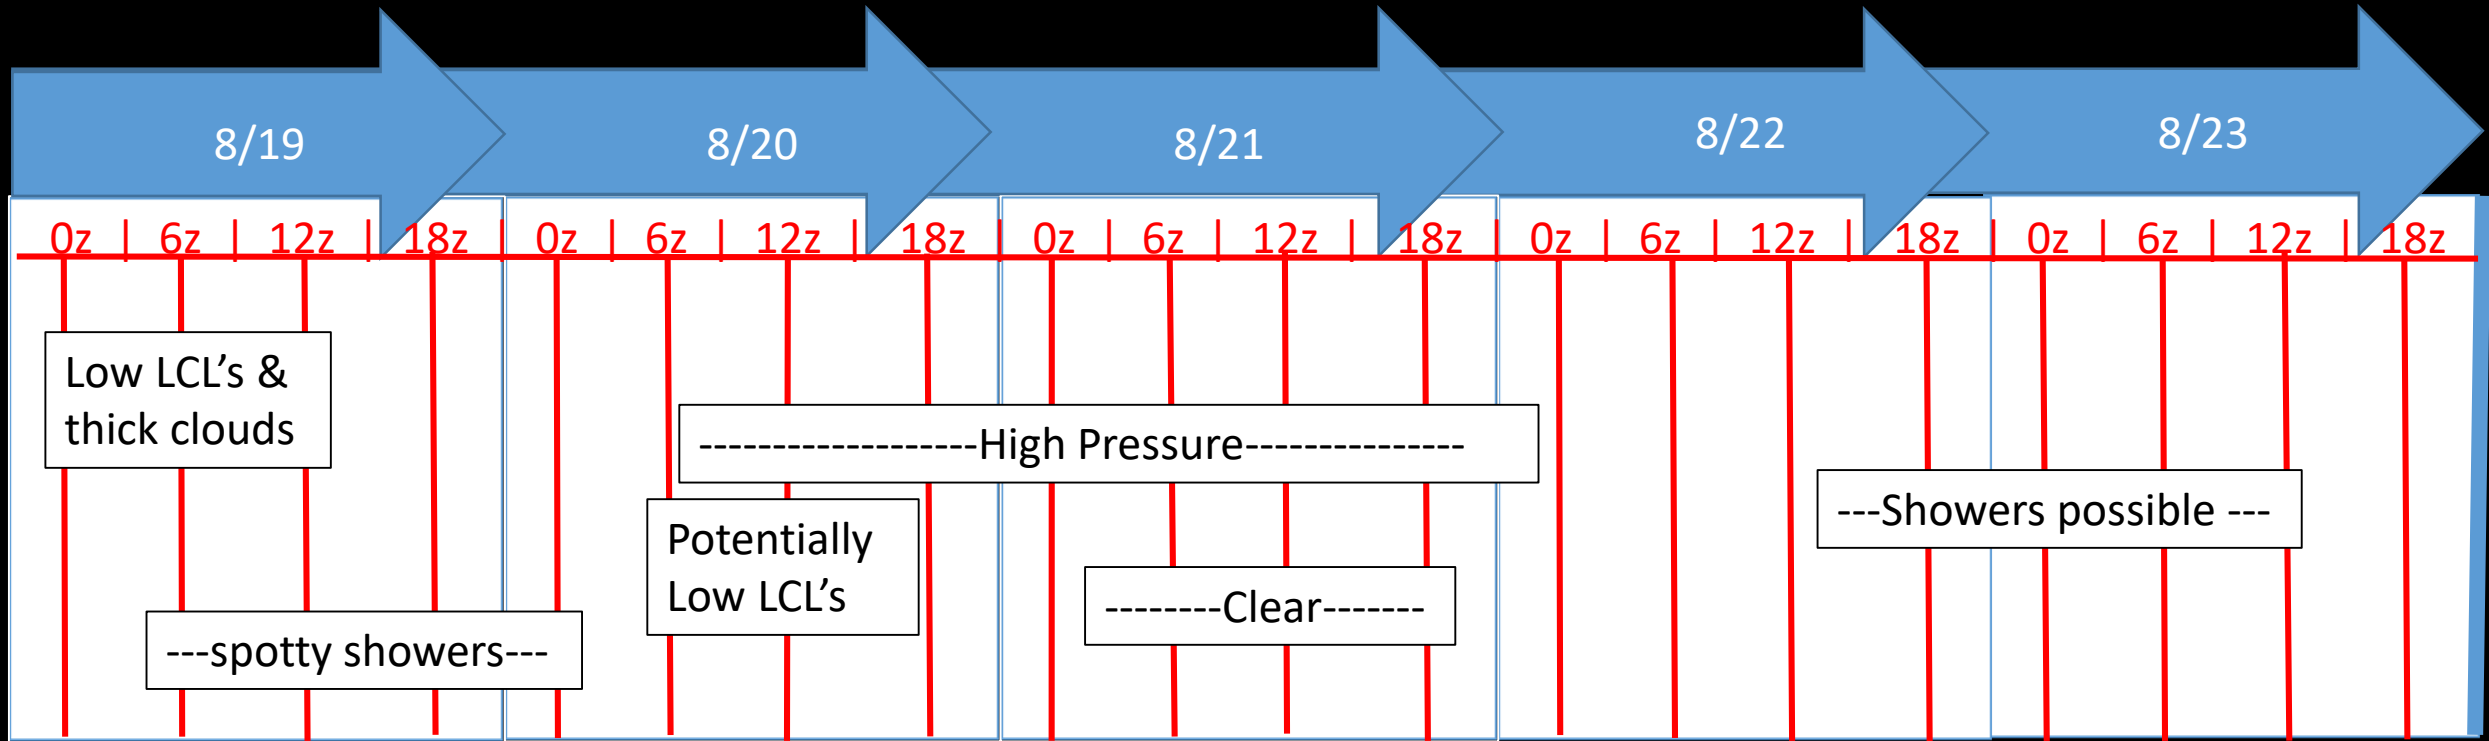 8/19 8/20 8/21 8/22 8/23
0z | 6z | 12z | 18z | 0z | 6z | 12z | 18z | 0z | 6z | 12z | 18z | 0z | 6z | 12z | 18z | 0z | 6z | 12z | 18z
Low LCL's &
thick clouds
--------------------High Pressure----------------
---Showers possible ---
Potentially
Low LCL's
--------Clear-------
---spotty showers---